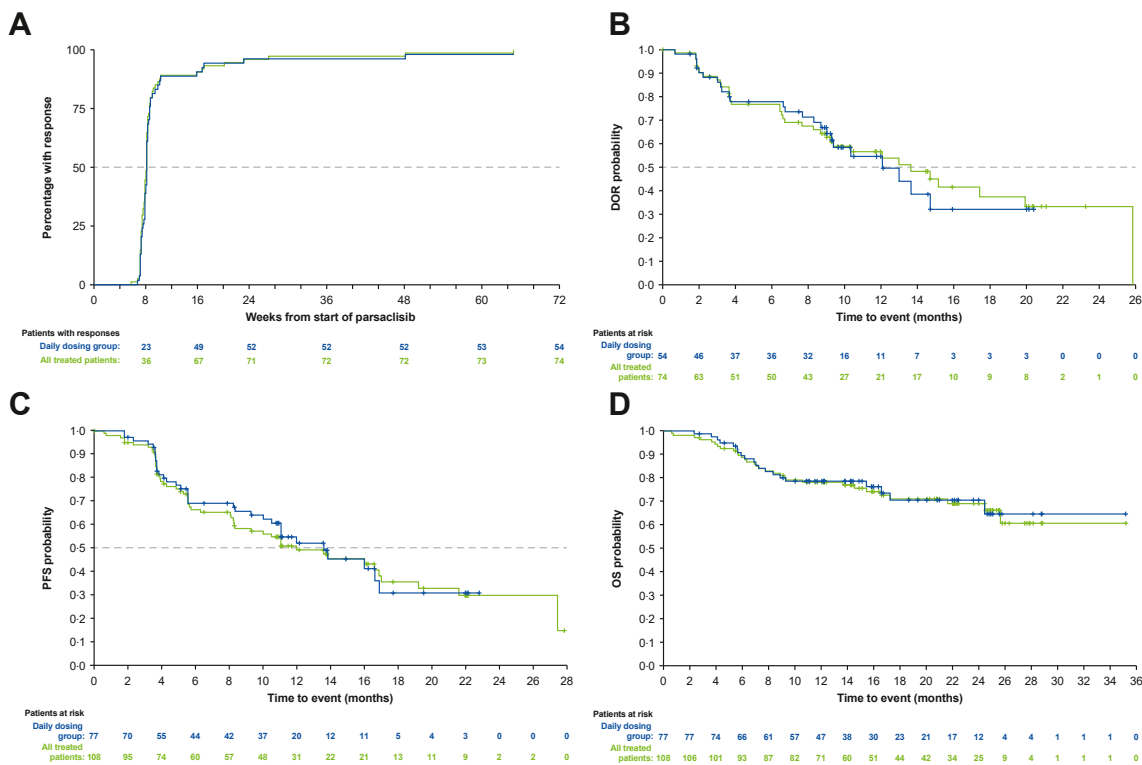 A
100
75
50
25
0
Percentage with response
0 8 16 24 36 48 60 72
Weeks from start of parsaclisib
Patients with responses
Daily dosing group: 23 49 52 52 52 53 54
All treated patients: 36 67 71 72 72 73 74
B
1·0
0·9
0·8
0·7
0·6
0·5
0·4
0·3
0·2
0·1
0·0
DOR probability
0 2 4 6 8 10 12 14 16 18 20 22 24 26
Time to event (months)
Patients at risk
Daily dosing
group: 54 46 37 36 32 16 11 7 3 3 3 0 0 0
All treated
patients: 74 63 51 50 43 27 21 17 10 9 8 2 1 0
C
1·0
0·9
0·8
0·7
0·6
0·5
0·4
0·3
0·2
0·1
0·0
PFS probability
0 2 4 6 8 10 12 14 16 18 20 22 24 26 28
Time to event (months)
Patients at risk
Daily dosing
group: 77 70 55 44 42 37 20 12 11 5 4 3 0 0 0
All treated
patients: 108 95 74 60 57 48 31 22 21 13 11 9 2 2 0
D
1·0
0·9
0·8
0·7
0·6
0·5
0·4
0·3
0·2
0·1
0·0
OS probability
0 2 4 6 8 10 12 14 16 18 20 22 24 26 28 30 32 34 36
Time to event (months)
Patients at risk
Daily dosing
group: 77 77 74 66 61 57 47 38 30 23 21 17 12 4 4 1 1 1 0
All treated
patients: 108 106 101 93 87 82 71 60 51 44 42 34 25 9 4 1 1 1 0